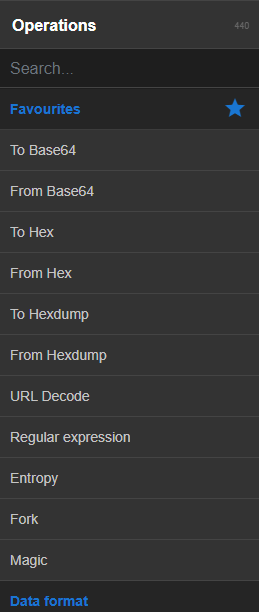 Operations 440
Search...
Favourites
To Base64
From Base64
To Hex
From Hex
To Hexdump
From Hexdump
URL Decode
Regular expression
Entropy
Fork
Magic
Data format